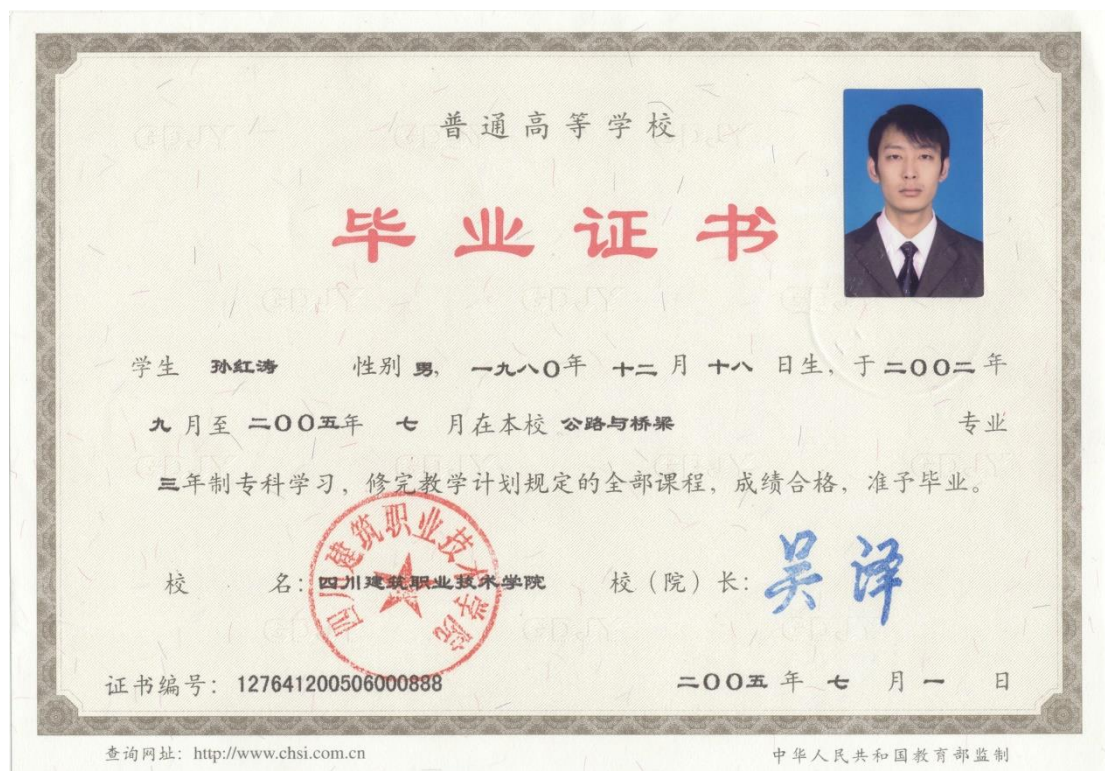 普通高等学校
毕业证书
学生 孙红涛 性别 男, 一九八〇年 十二 月 十八 日生, 于 二〇〇二 年
九 月至 二〇〇五年 七 月在本校 公路与桥梁 专业
三年制专科学习, 修完教学计划规定的全部课程, 成绩合格, 准予毕业。
校 名: 四川建筑职业技术学院 校 (院) 长: 吴泽
四川建筑职业技术学院
证书编号: 127641200506000888 二〇〇五 年 七 月 一 日
查询网址: http://www.chsi.com.cn 中华人民共和国教育部监制